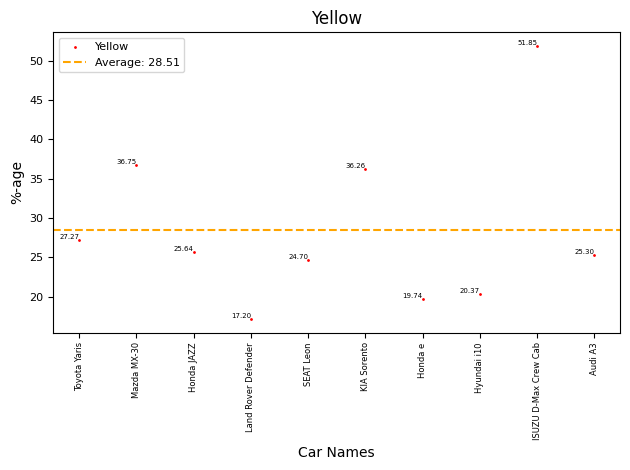 Yellow
Yellow
Average: 28.51
%-age
50
45
40
35
30
25
20
27.27
36.75
25.64
17.20
24.70
36.26
19.74
20.37
51.85
25.30
Toyota Yaris
Mazda MX-30
Honda JAZZ
Land Rover Defender
SEAT Leon
KIA Sorento
Honda e
Hyundai i10
ISUZU D-Max Crew Cab
Audi A3
Car Names